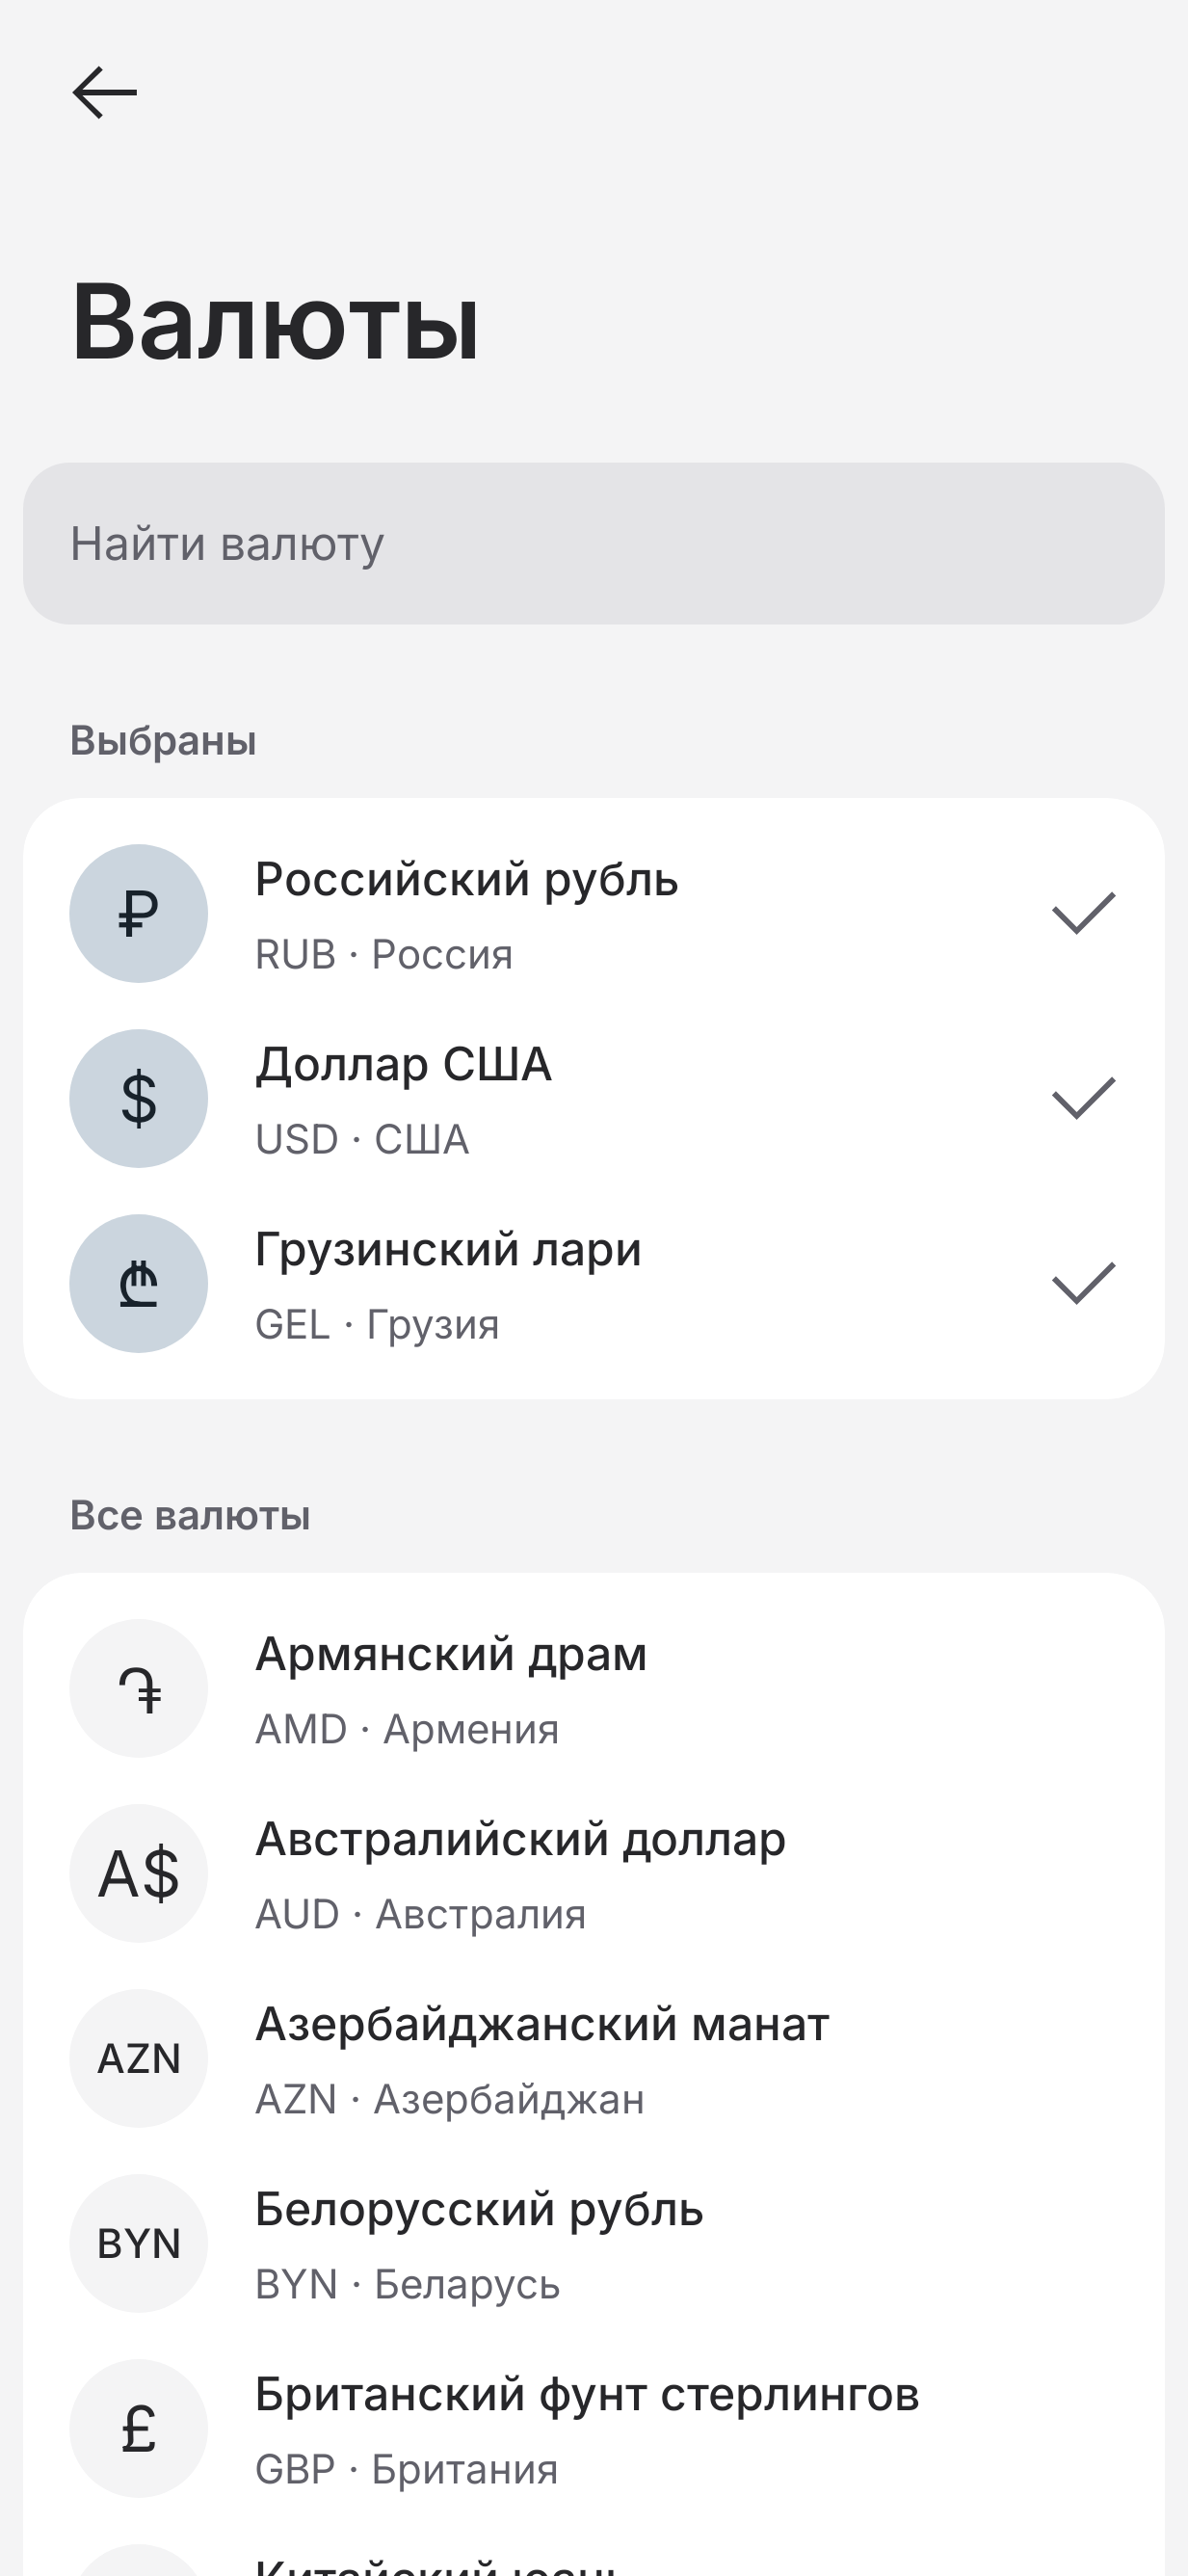 Валюты
Найти валюту
Выбраны
₽
Российский рубль
RUB · Россия
$
Доллар США
USD · США
₾
Грузинский лари
GEL · Грузия
Все валюты
֏
Армянский драм
AMD · Армения
A$
Австралийский доллар
AUD · Австралия
AZN
Азербайджанский манат
AZN · Азербайджан
BYN
Белорусский рубль
BYN · Беларусь
£
Британский фунт стерлингов
GBP · Британия
Китайский юань